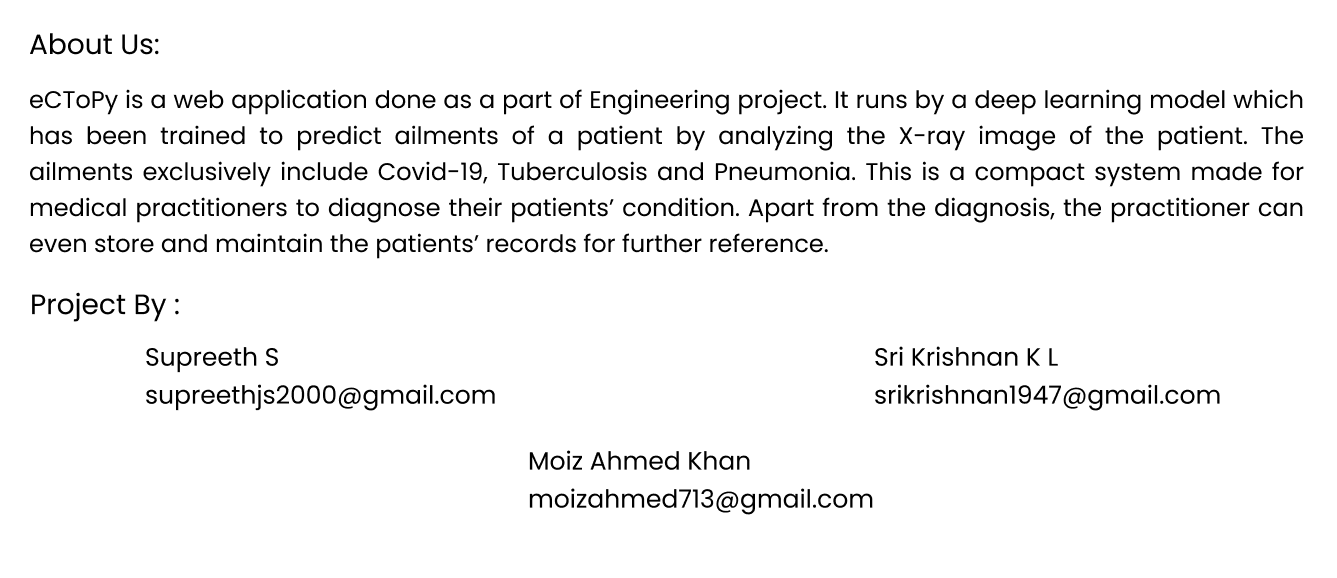 About Us:
eCToPy is a web application done as a part of Engineering project. It runs by a deep learning model which
has been trained to predict ailments of a patient by analyzing the X-ray image of the patient. The
ailments exclusively include Covid-19, Tuberculosis and Pneumonia. This is a compact system made for
medical practitioners to diagnose their patients’ condition. Apart from the diagnosis, the practitioner can
even store and maintain the patients’ records for further reference.
Project By :
Supreeth S
supreethjs2000@gmail.com
Sri Krishnan K L
srikrishnan1947@gmail.com
Moiz Ahmed Khan
moizahmed713@gmail.com